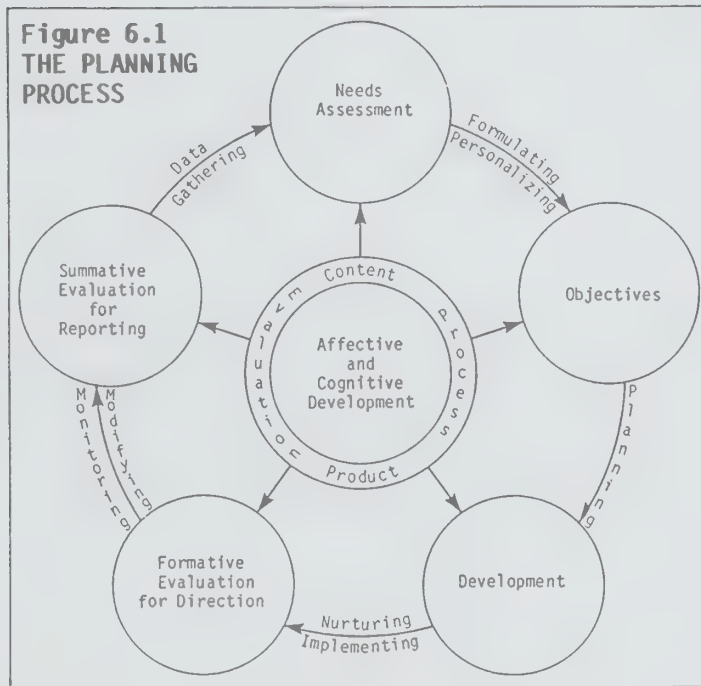 Figure 6.1
THE PLANNING
PROCESS
Needs
Assessment
Formulating
Personalizing
Objectives
Planning
Development
Nurturing
Implementing
Formative
Evaluation
for Direction
Monitoring
Modifying
Summative
Evaluation
for
Reporting
Data
Gathering
Content
Process
Product
Evaluation
Affective
and
Cognitive
Development